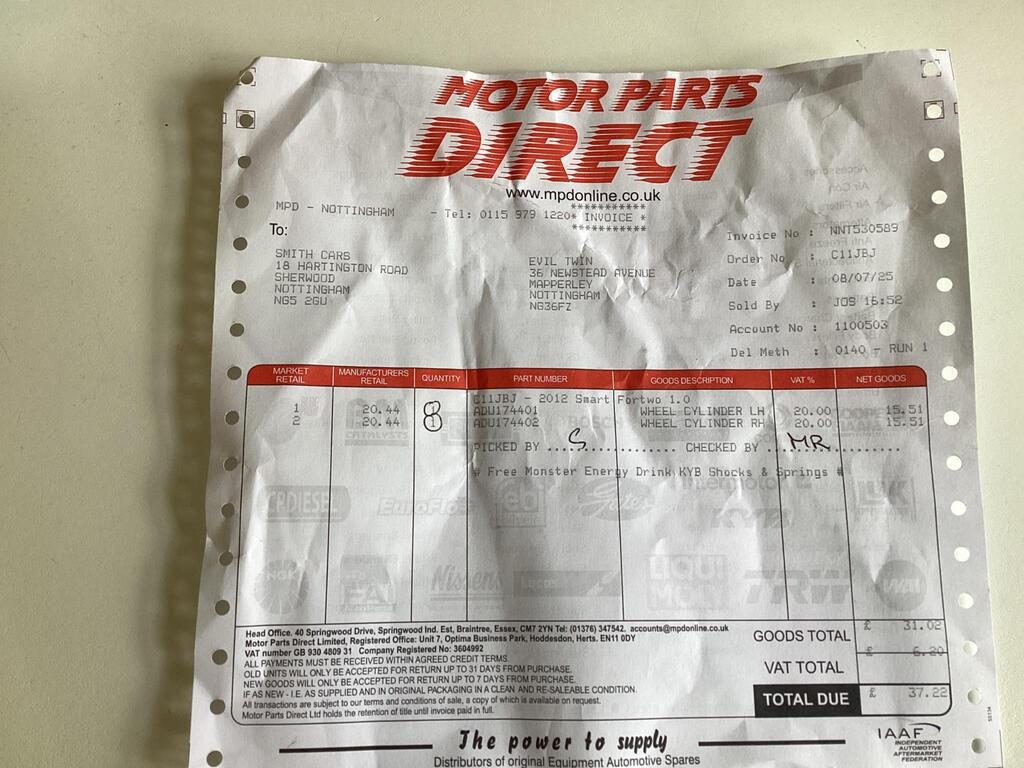 MOTOR PARTS
DIRECT
www.mpdonline.co.uk
***********
MPD - NOTTINGHAM - Tel: 0115 979 1220* INVOICE *
***********
To:
SMITH CARS
18 HARTINGTON ROAD
SHERWOOD
NOTTINGHAM
NG5 2GU
EVIL TWIN
36 NEWSTEAD AVENUE
MAPPERLEY
NOTTINGHAM
NG36FZ
Invoice No : NNT530589
Order No : C11JBJ
Date : 08/07/25
Sold By : JOS 16:52
Account No : 1100503
Del Meth : 0140 - RUN 1
MARKET RETAIL MANUFACTURERS RETAIL QUANTITY PART NUMBER GOODS DESCRIPTION VAT % NET GOODS
C11JBJ - 2012 Smart Fortwo 1.0
1 20.44 ADU174401 WHEEL CYLINDER LH 20.00 15.51
2 20.44 1 ADU174402 WHEEL CYLINDER RH 20.00 15.51
PICKED BY ...S............... CHECKED BY ..MR..........
# Free Monster Energy Drink KYB Shocks & Springs #
Head Office. 40 Springwood Drive, Springwood Ind. Est, Braintree, Essex, CM7 2YN Tel: (01376) 347542. accounts@mpdonline.co.uk
Motor Parts Direct Limited, Registered Office: Unit 7, Optima Business Park, Hoddesdon, Herts. EN11 0DY
VAT number GB 930 4809 31 Company Registered No: 3604992
ALL PAYMENTS MUST BE RECEIVED WITHIN AGREED CREDIT TERMS.
OLD UNITS WILL ONLY BE ACCEPTED FOR RETURN UP TO 31 DAYS FROM PURCHASE.
NEW GOODS WILL ONLY BE ACCEPTED FOR RETURN UP TO 7 DAYS FROM PURCHASE.
IF AS NEW - I.E. AS SUPPLIED AND IN ORIGINAL PACKAGING IN A CLEAN AND RE-SALEABLE CONDITION.
All transactions are subject to our terms and conditions of sale, a copy of which is available on request.
Motor Parts Direct Ltd holds the retention of title until invoice paid in full.
GOODS TOTAL £ 31.02
VAT TOTAL £ 6.20
TOTAL DUE £ 37.22
The power to supply
Distributors of original Equipment Automotive Spares
IAAF
INDEPENDENT
AUTOMOTIVE
AFTERMARKET
FEDERATION